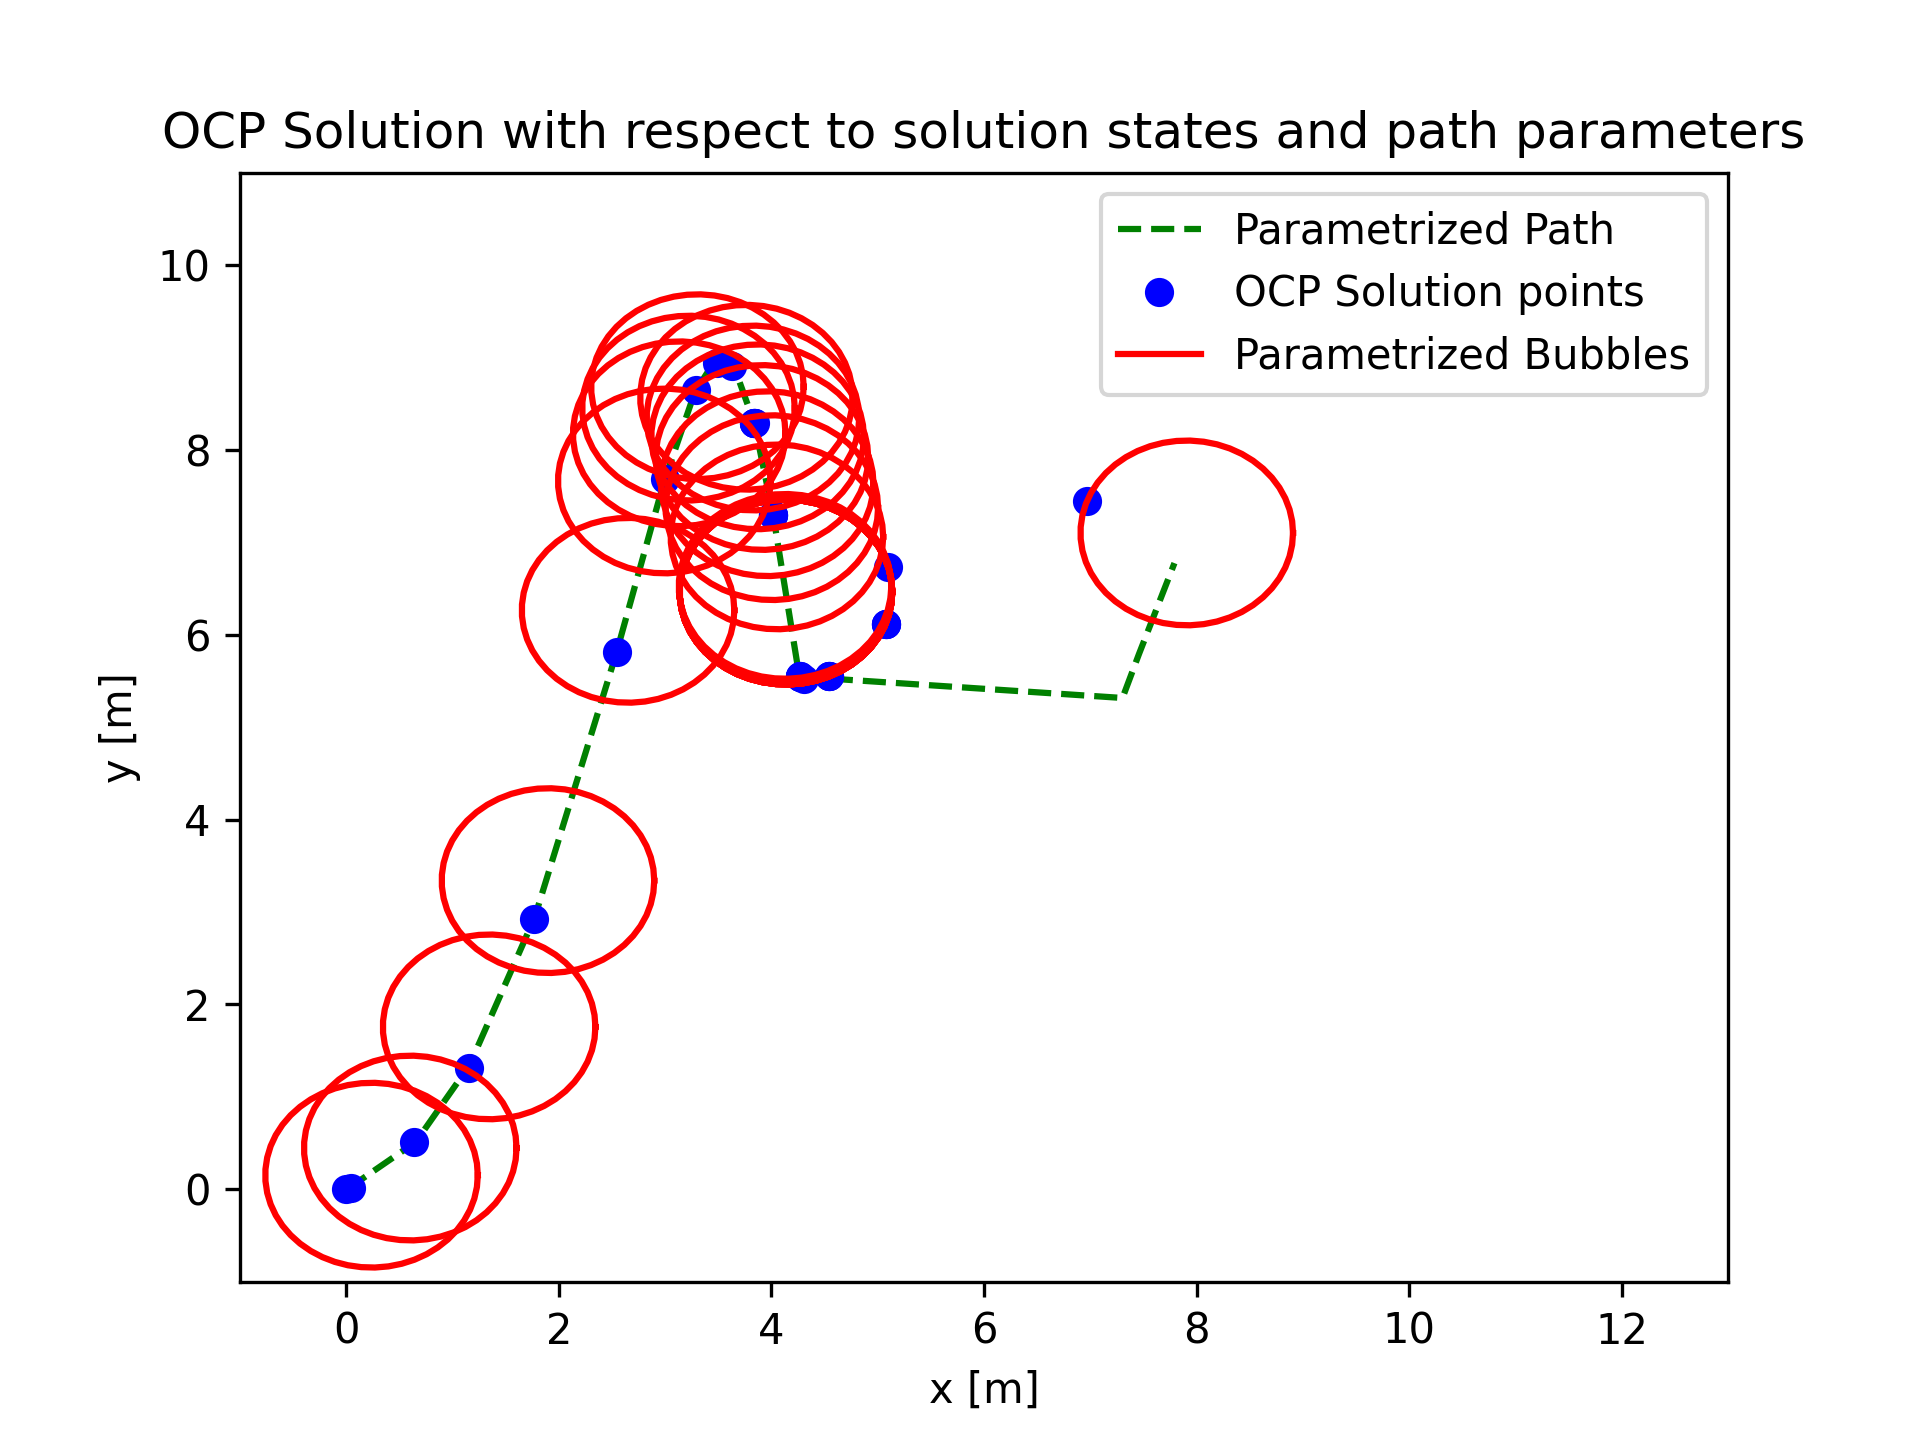 OCP Solution with respect to solution states and path parameters
Parametrized Path
OCP Solution points
Parametrized Bubbles
10
8
6
4
2
0
y [m]
0 2 4 6 8 10 12
x [m]